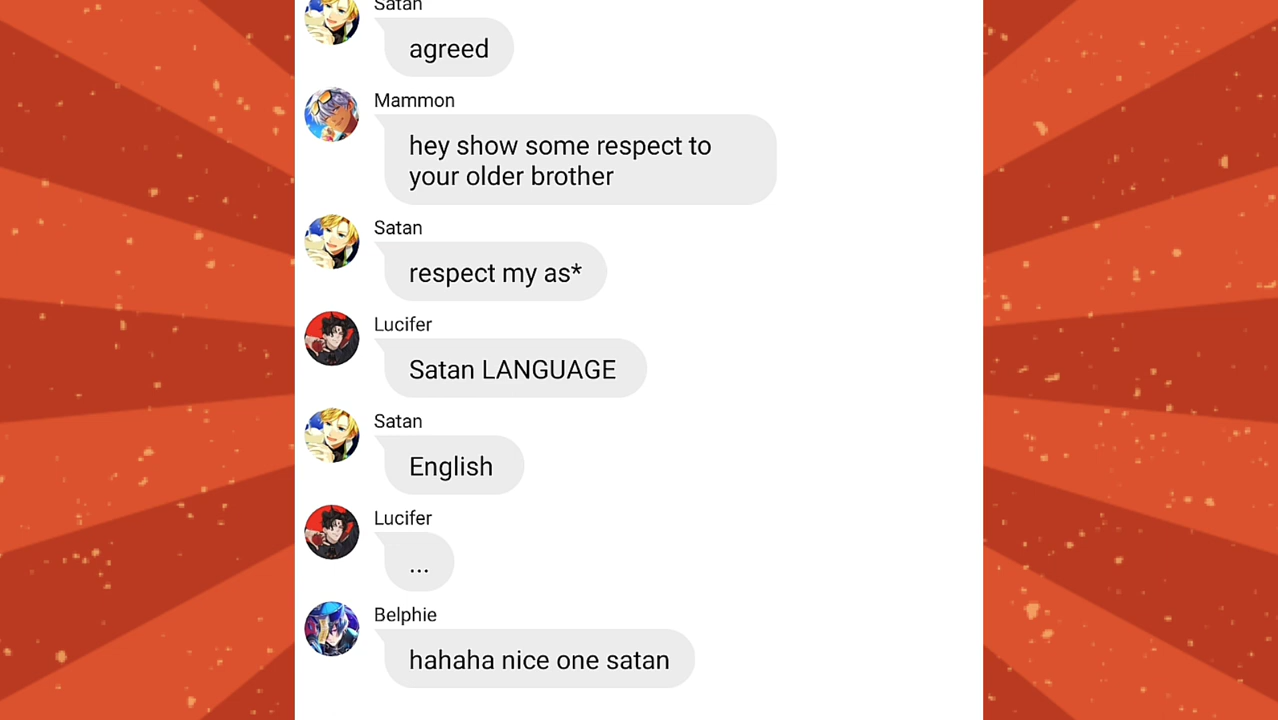 Satan
agreed
Mammon
hey show some respect to
your older brother
Satan
respect my as*
Lucifer
Satan LANGUAGE
Satan
English
Lucifer
...
Belphie
hahaha nice one satan